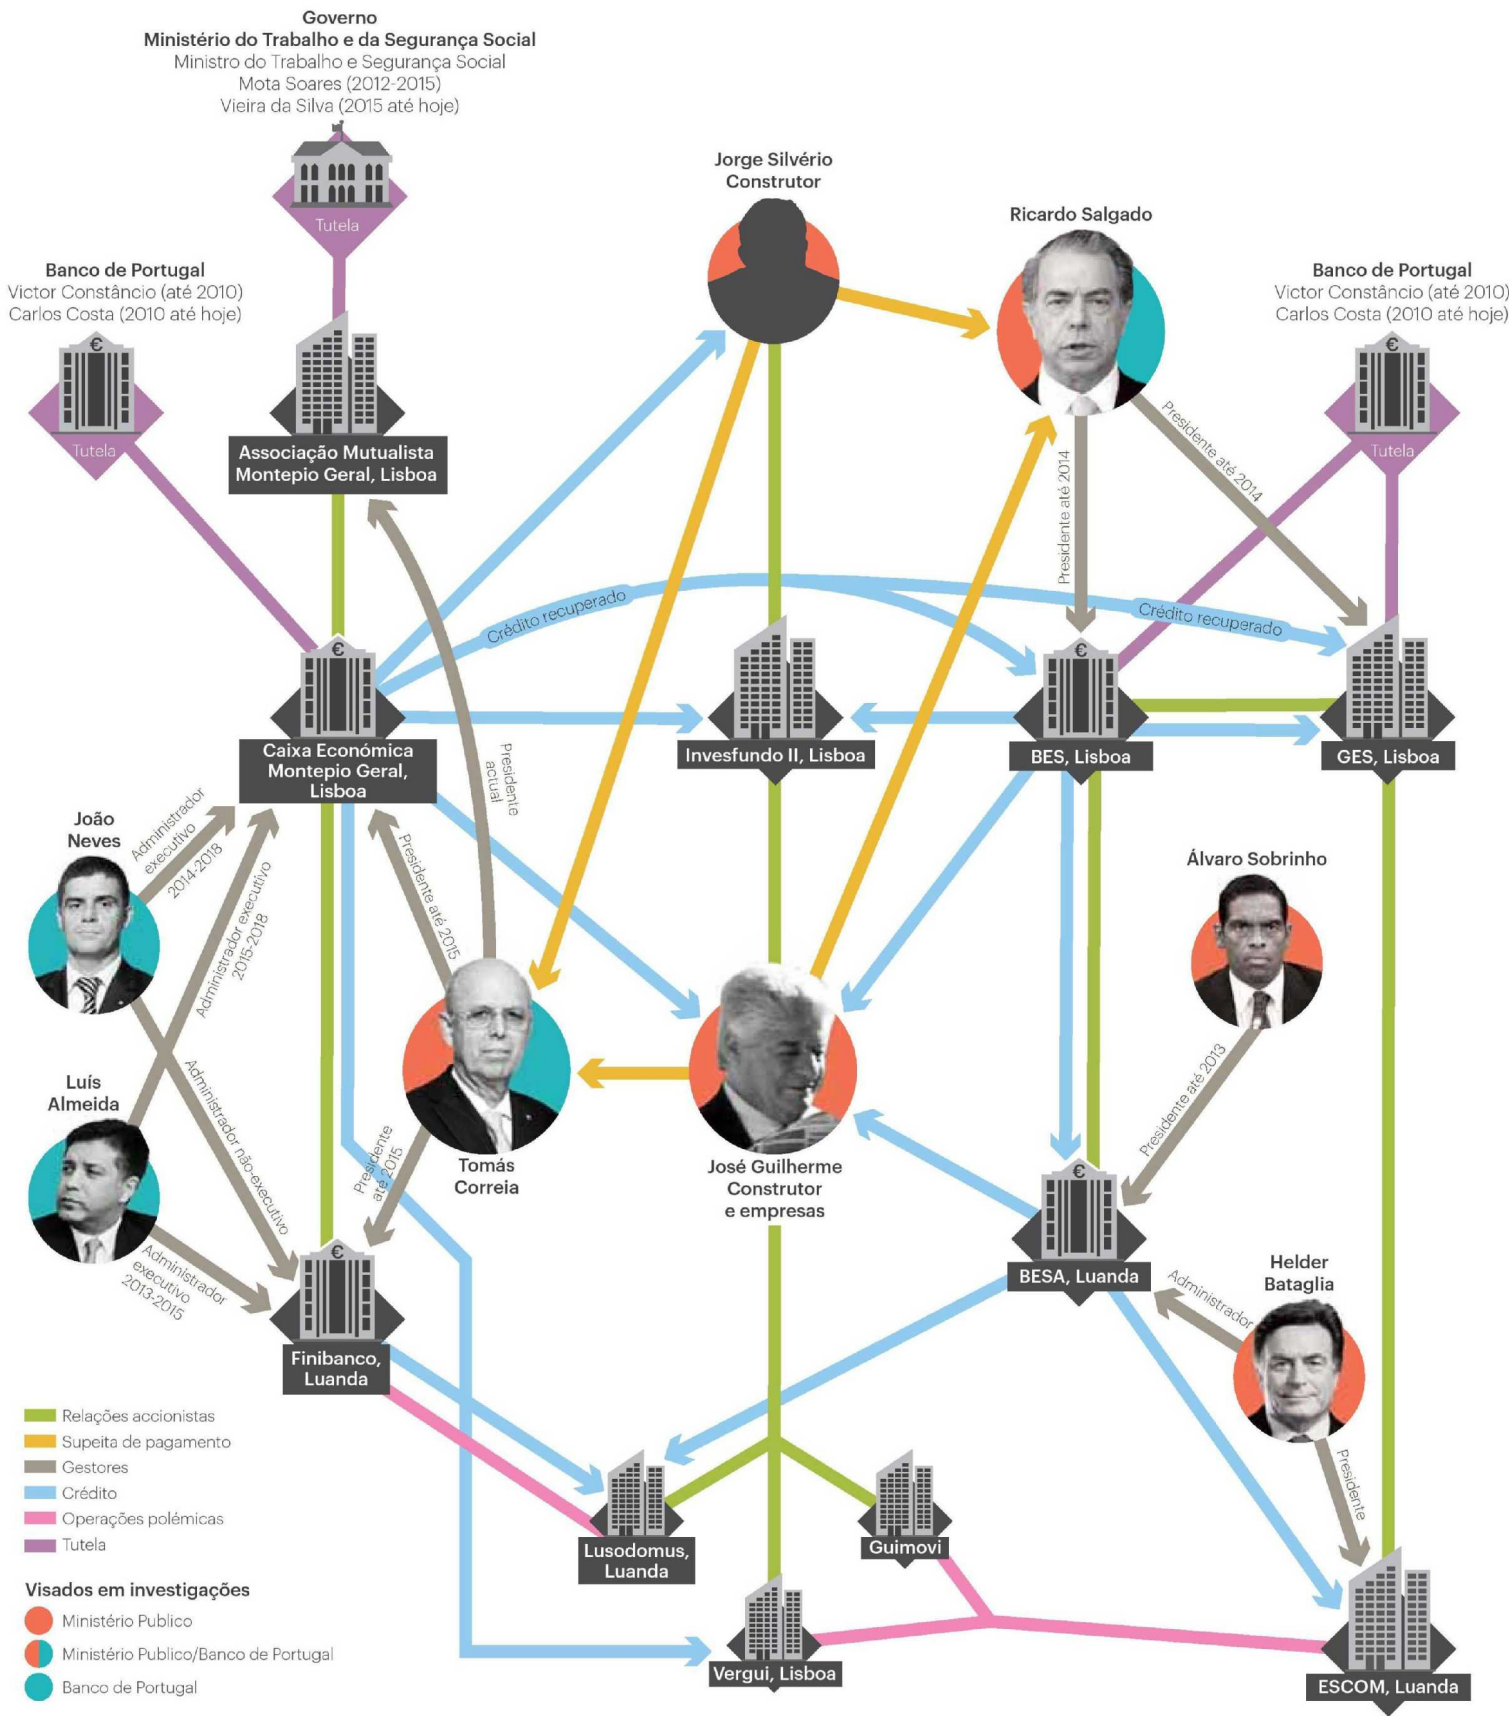 Governo
Ministério do Trabalho e da Segurança Social
Ministro do Trabalho e Segurança Social
Mota Soares (2012-2015)
Vieira da Silva (2015 até hoje)
Tutela
Jorge Silvério
Construtor
Ricardo Salgado
Banco de Portugal
Victor Constâncio (até 2010)
Carlos Costa (2010 até hoje)
€
Tutela
Banco de Portugal
Victor Constâncio (até 2010)
Carlos Costa (2010 até hoje)
€
Tutela
Associação Mutualista
Montepio Geral, Lisboa
Presidente até 2014
Presidente até 2014
Crédito recuperado
Crédito recuperado
€
Caixa Económica
Montepio Geral,
Lisboa
Invesfundo II, Lisboa
€
BES, Lisboa
GES, Lisboa
Presidente
actual
João
Neves
Administrador
executivo
2014-2018
Administrador executivo
2015-2018
Presidente até 2015
Álvaro Sobrinho
Luís
Almeida
Administrador não-executivo
Presidente
até 2015
Tomás
Correia
José Guilherme
Construtor
e empresas
Presidente até 2013
€
BESA, Luanda
Administrador
executivo
2013-2015
€
Finibanco,
Luanda
Helder
Bataglia
Administrador
Presidente
Relações accionistas
Supeita de pagamento
Gestores
Crédito
Operações polémicas
Tutela
Lusodomus,
Luanda
Guimovi
Vergui, Lisboa
ESCOM, Luanda
Visados em investigações
Ministério Publico
Ministério Publico/Banco de Portugal
Banco de Portugal